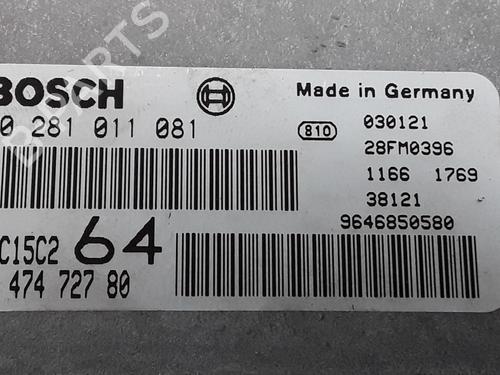 BOSCH
Made in Germany
0 281 011 081
810
030121
28FM0396
1166 1769
38121
9646850580
C15C2 64
474 727 80